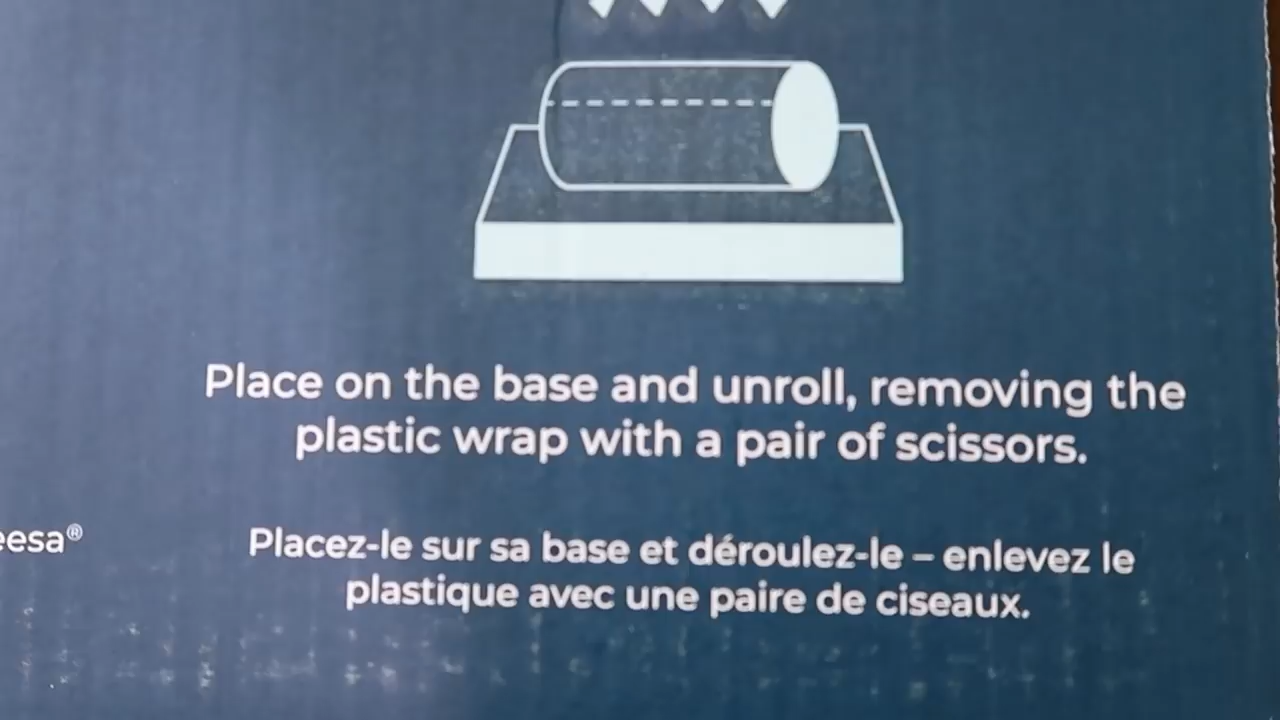 Place on the base and unroll, removing the
plastic wrap with a pair of scissors.
eesa®
Placez-le sur sa base et déroulez-le – enlevez le
plastique avec une paire de ciseaux.